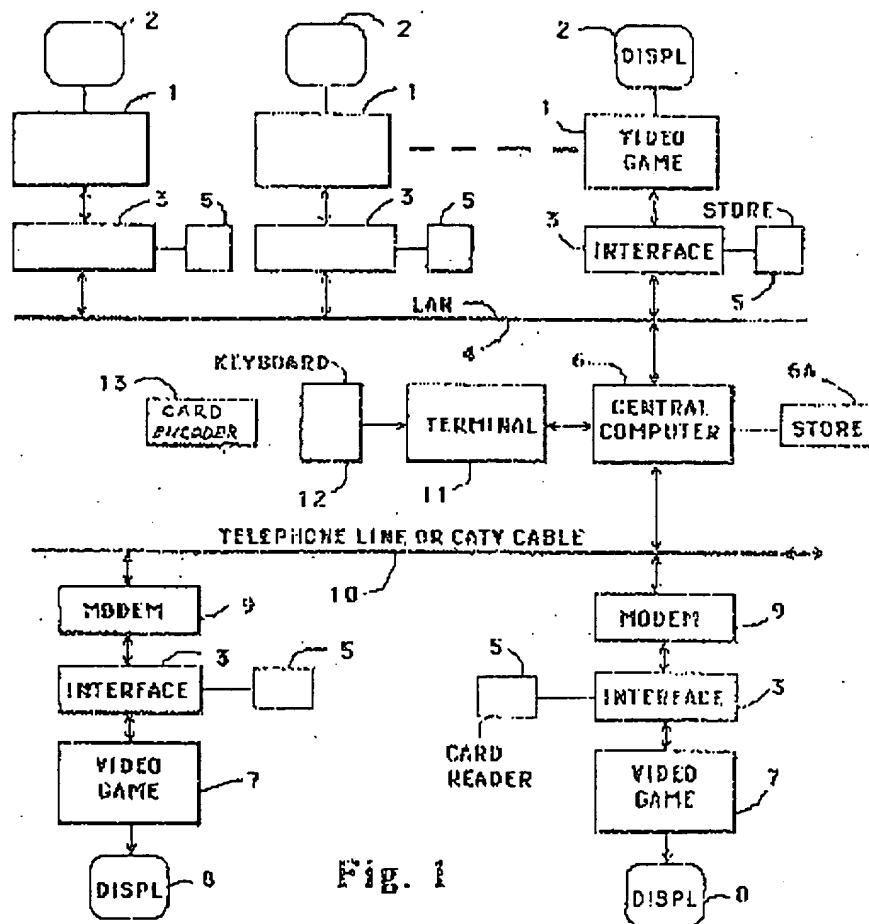 2 2 2
DISPL
1 1 1
VIDEO
GAME
3 5 3 5 STORE
3
INTERFACE
5
LAN
4
KEYBOARD
6 6A
13
CARD
ENCODER
TERMINAL
CENTRAL
COMPUTER
STORE
12 11
TELEPHONE LINE OR CATV CABLE
10
MODEM 9
MODEM
9
3 5
5
INTERFACE
INTERFACE 3
VIDEO
GAME
7
CARD
READER
VIDEO
GAME
7
DISPL 8
Fig. 1
DISPL 8